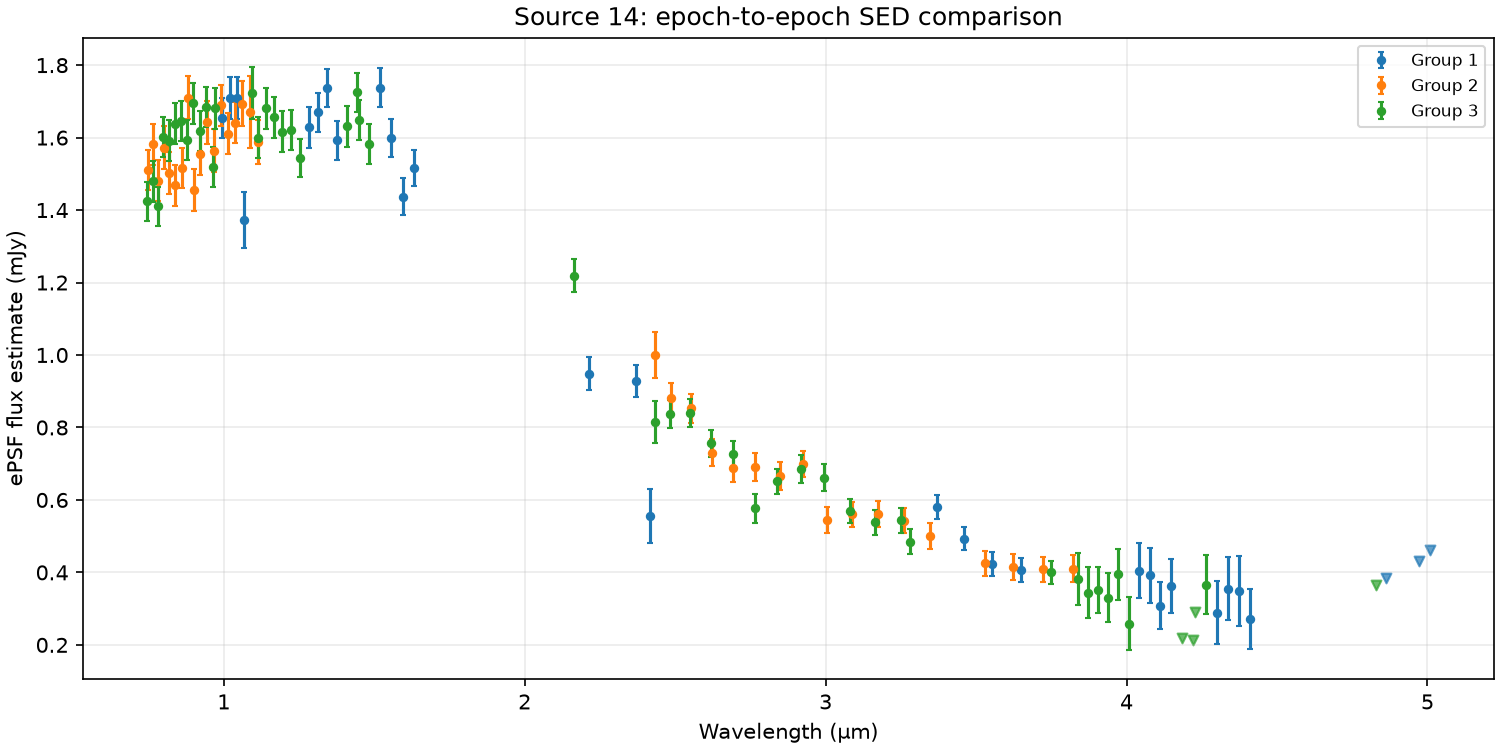 Source 14: epoch-to-epoch SED comparison
ePSF flux estimate (mJy)
1.8
1.6
1.4
1.2
1.0
0.8
0.6
0.4
0.2
Group 1
Group 2
Group 3
1 2 3 4 5
Wavelength (μm)